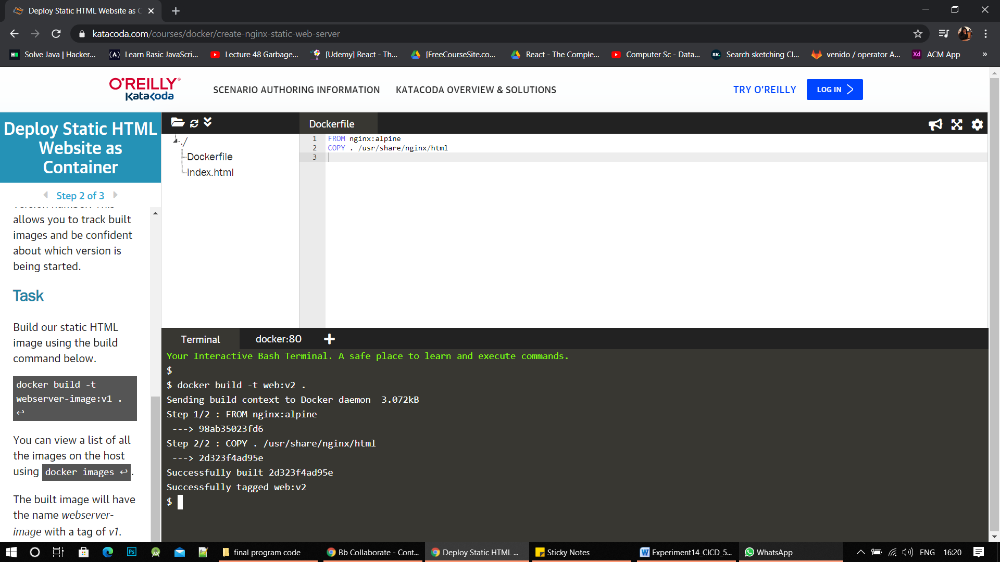 Deploy Static HTML Website as C
katacoda.com/courses/docker/create-nginx-static-web-server
Solve Java | Hacker...
Learn Basic JavaScri...
Lecture 48 Garbage...
[Udemy] React - Th...
[FreeCourseSite.co...
React - The Comple...
Computer Sc - Data...
SK.
Search sketching Cl...
venido / operator A...
Xd
ACM App
»
O'REILLY®
Katacoda
SCENARIO AUTHORING INFORMATION
KATACODA OVERVIEW & SOLUTIONS
TRY O'REILLY
LOG IN
Deploy Static HTML
Website as
Container
Step 2 of 3
allows you to track built
images and be confident
about which version is
being started.
Task
Build our static HTML
image using the build
command below.
docker build -t
webserver-image:v1 .
↩
You can view a list of all
the images on the host
using docker images ↩.
The built image will have
the name webserver-
image with a tag of v1.
./
Dockerfile
index.html
Dockerfile
1 FROM nginx:alpine
2 COPY . /usr/share/nginx/html
3
Terminal
docker:80
Your Interactive Bash Terminal. A safe place to learn and execute commands.
$
$ docker build -t web:v2 .
Sending build context to Docker daemon  3.072kB
Step 1/2 : FROM nginx:alpine
---> 98ab35023fd6
Step 2/2 : COPY . /usr/share/nginx/html
---> 2d323f4ad95e
Successfully built 2d323f4ad95e
Successfully tagged web:v2
$
Ps
final program code
Bb Collaborate - Cont...
Deploy Static HTML ...
Sticky Notes
Experiment14_CICD_5...
WhatsApp
ENG
16:20